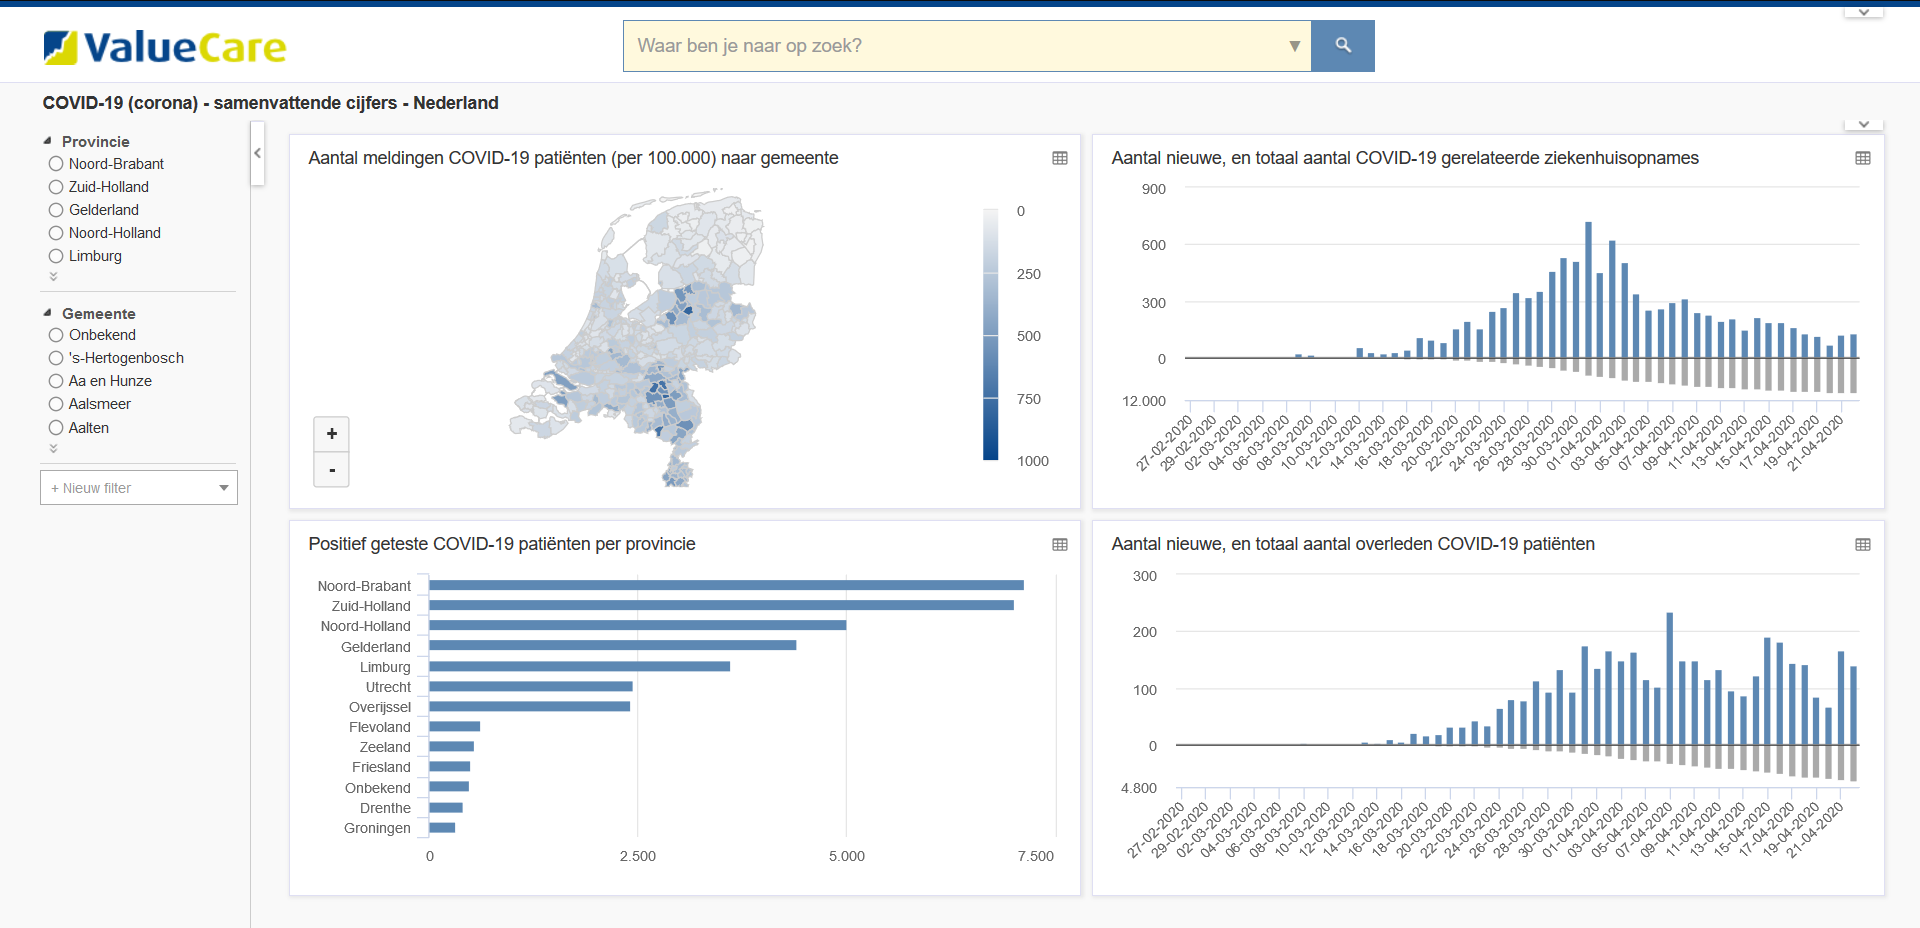 ValueCare
Waar ben je naar op zoek?
COVID-19 (corona) - samenvattende cijfers - Nederland
Provincie
Noord-Brabant
Zuid-Holland
Gelderland
Noord-Holland
Limburg
Gemeente
Onbekend
's-Hertogenbosch
Aa en Hunze
Aalsmeer
Aalten
+ Nieuw filter
Aantal meldingen COVID-19 patiënten (per 100.000) naar gemeente
+
-
0
250
500
750
1000
Aantal nieuwe, en totaal aantal COVID-19 gerelateerde ziekenhuisopnames
900
600
300
0
12.000
27-02-2020
29-02-2020
02-03-2020
04-03-2020
06-03-2020
08-03-2020
10-03-2020
12-03-2020
14-03-2020
16-03-2020
18-03-2020
20-03-2020
22-03-2020
24-03-2020
26-03-2020
28-03-2020
30-03-2020
01-04-2020
03-04-2020
05-04-2020
07-04-2020
09-04-2020
11-04-2020
13-04-2020
15-04-2020
17-04-2020
19-04-2020
21-04-2020
Positief geteste COVID-19 patiënten per provincie
Noord-Brabant
Zuid-Holland
Noord-Holland
Gelderland
Limburg
Utrecht
Overijssel
Flevoland
Zeeland
Friesland
Onbekend
Drenthe
Groningen
0
2.500
5.000
7.500
Aantal nieuwe, en totaal aantal overleden COVID-19 patiënten
300
200
100
0
4.800
27-02-2020
29-02-2020
02-03-2020
04-03-2020
06-03-2020
08-03-2020
10-03-2020
12-03-2020
14-03-2020
16-03-2020
18-03-2020
20-03-2020
22-03-2020
24-03-2020
26-03-2020
28-03-2020
30-03-2020
01-04-2020
03-04-2020
05-04-2020
07-04-2020
09-04-2020
11-04-2020
13-04-2020
15-04-2020
17-04-2020
19-04-2020
21-04-2020